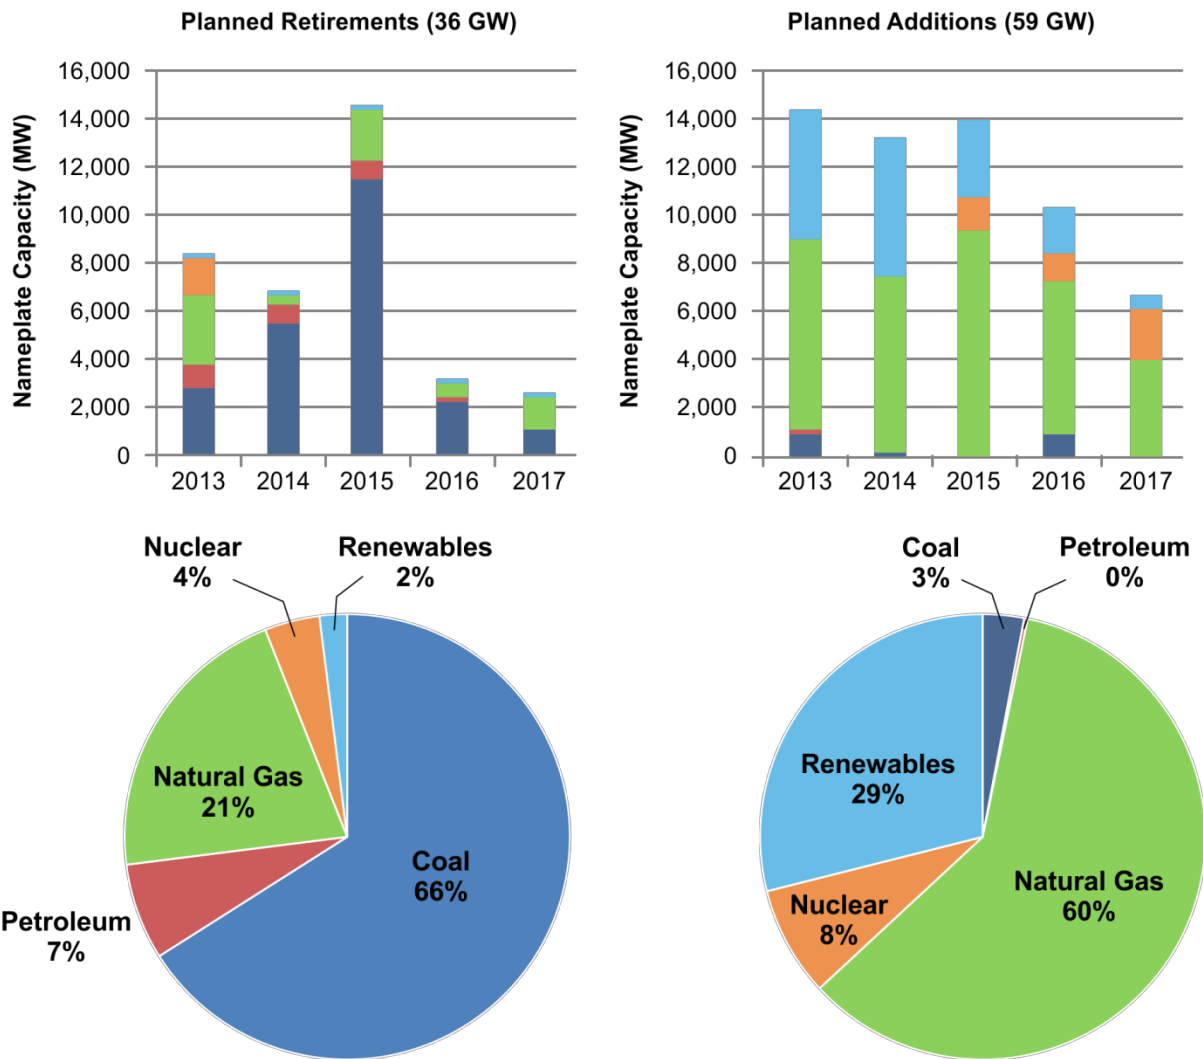 Planned Retirements (36 GW)
Nameplate Capacity (MW)
16,000
14,000
12,000
10,000
8,000
6,000
4,000
2,000
0
2013 2014 2015 2016 2017
Planned Additions (59 GW)
Nameplate Capacity (MW)
16,000
14,000
12,000
10,000
8,000
6,000
4,000
2,000
0
2013 2014 2015 2016 2017
Nuclear
4%
Renewables
2%
Natural Gas
21%
Coal
66%
Petroleum
7%
Coal
3%
Petroleum
0%
Renewables
29%
Natural Gas
60%
Nuclear
8%